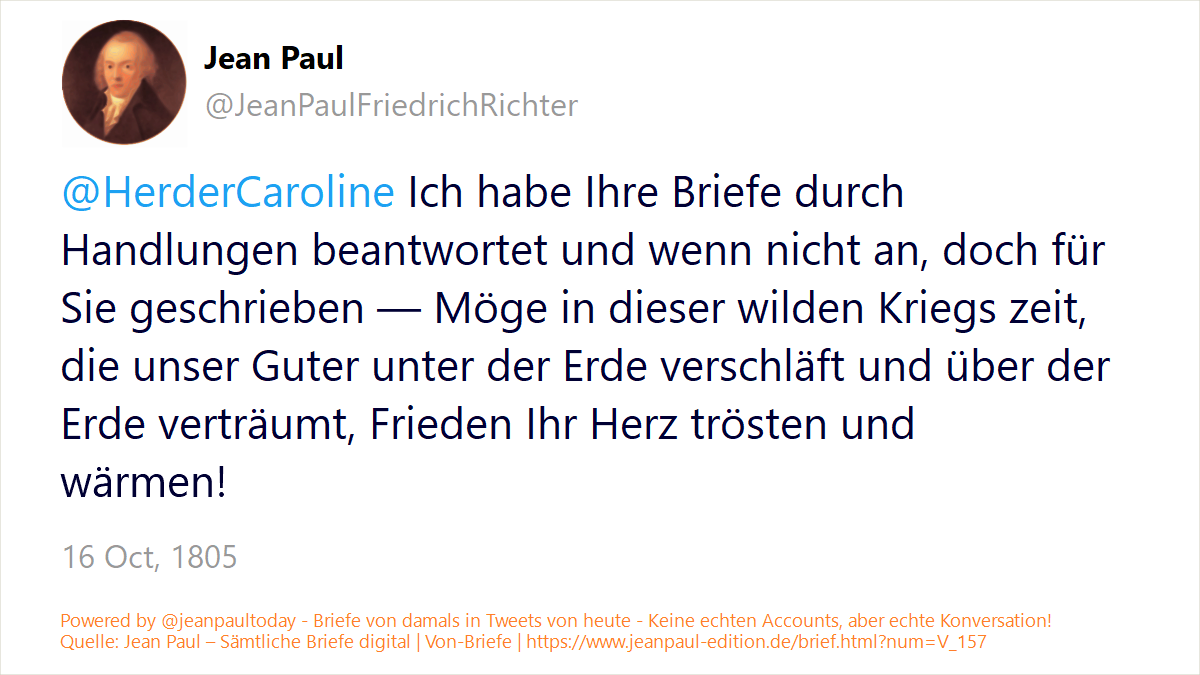 Jean Paul
@JeanPaulFriedrichRichter
@HerderCaroline Ich habe Ihre Briefe durch
Handlungen beantwortet und wenn nicht an, doch für
Sie geschrieben — Möge in dieser wilden Kriegs zeit,
die unser Guter unter der Erde verschläft und über der
Erde verträumt, Frieden Ihr Herz trösten und
wärmen!
16 Oct, 1805
Powered by @jeanpaultoday - Briefe von damals in Tweets von heute - Keine echten Accounts, aber echte Konversation!
Quelle: Jean Paul – Sämtliche Briefe digital | Von-Briefe | https://www.jeanpaul-edition.de/brief.html?num=V_157